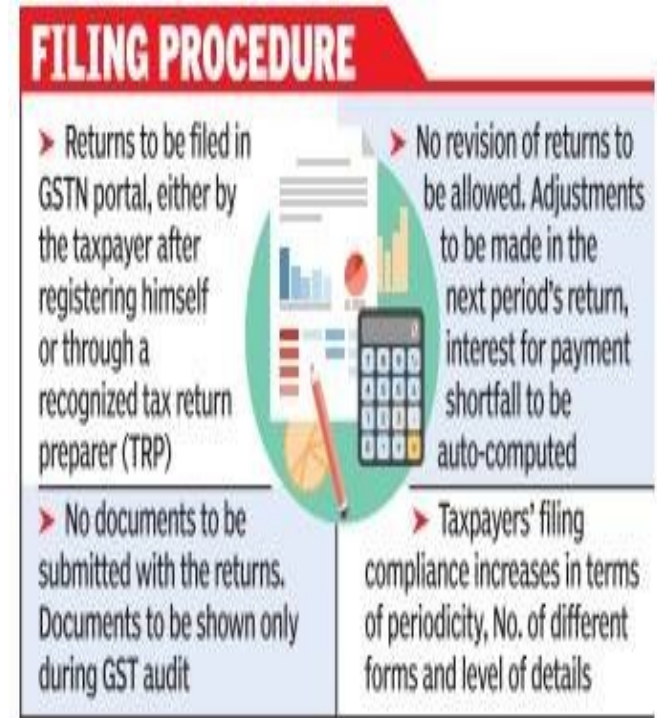 FILING PROCEDURE
➤ Returns to be filed in
GSTN portal, either by
the taxpayer after
registering himself
or through a
recognized tax return
preparer (TRP)
➤ No revision of returns to
be allowed. Adjustments
to be made in the
next period's return,
interest for payment
shortfall to be
auto-computed
➤ No documents to be
submitted with the returns.
Documents to be shown only
during GST audit
➤ Taxpayers' filing
compliance increases in terms
of periodicity, No. of different
forms and level of details